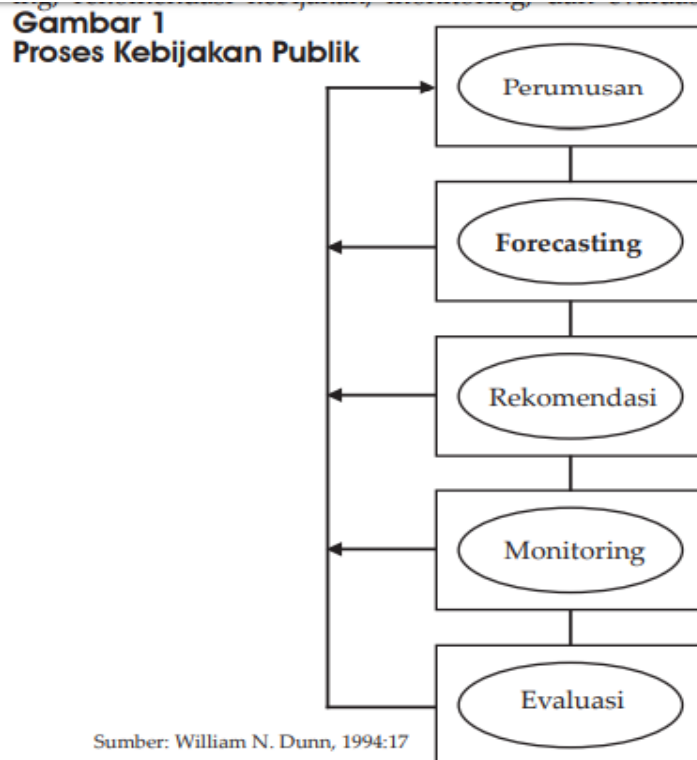 Gambar 1
Proses Kebijakan Publik
Perumusan
Forecasting
Rekomendasi
Monitoring
Evaluasi
Sumber: William N. Dunn, 1994:17